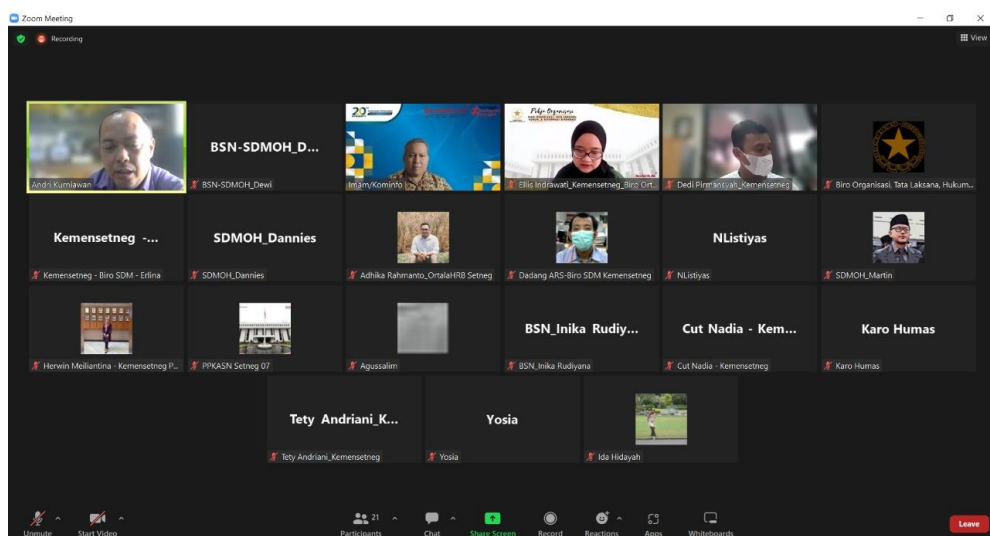 Zoom Meeting
Recording
View
Andri Kurniawan
BSN-SDMOH_D...
BSN-SDMOH_Dewi
20
Imam/Kominfo
Pokja Organisasi
Ellis Indrawati_Kemensetneg_Biro Ort...
Dedi Pirmansyah_Kemensetneg
Biro Organisasi, Tata Laksana, Hukum...
Kemensetneg -...
Kemensetneg - Biro SDM - Erlina
SDMOH_Dannies
SDMOH_Dannies
Adhika Rahmanto_OrtalaHRB Setneg
Dadang ARS-Biro SDM Kemensetneg
NListiyas
NListiyas
SDMOH_Martin
Herwin Meiliantina - Kemensetneg P...
PPKASN Setneg 07
Agussalim
BSN_Inika Rudiy...
BSN_Inika Rudiyana
Cut Nadia - Kem...
Cut Nadia - Kemensetneg
Karo Humas
Karo Humas
Tety Andriani_K...
Tety Andriani_Kemensetneg
Yosia
Yosia
Ida Hidayah
Unmute
Start Video
21
Participants
Chat
Share Screen
Record
Reactions
Apps
Whiteboards
Leave